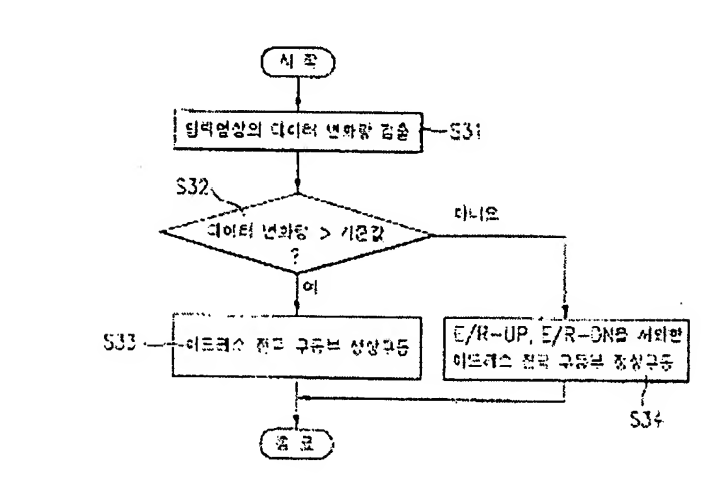 시 작
입력영상의 데이터 변화량 검출
S31
S32
데이터 변화량 > 기준값
?
아니요
예
S33
어드레스 전극 구동부 정상구동
E/R-UP, E/R-DN을 제외한
어드레스 전극 구동부 정상구동
S34
종 료